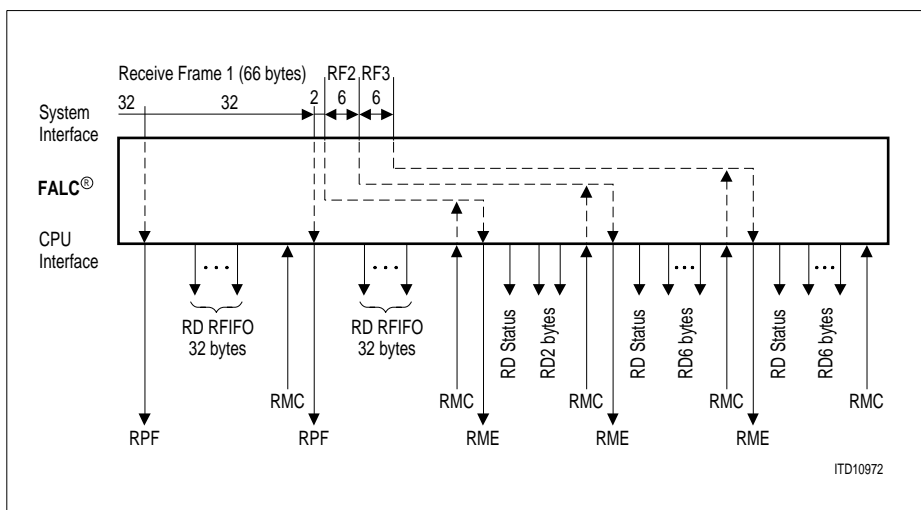 Receive Frame 1 (66 bytes) RF2 RF3
32 32 2 6 6
System
Interface
FALC®
CPU
Interface
RD RFIFO
32 bytes
RD RFIFO
32 bytes
RD Status
RD2 bytes
RD Status
RD6 bytes
RD Status
RD6 bytes
RMC RMC RMC RMC RMC
RPF RPF RME RME RME
ITD10972